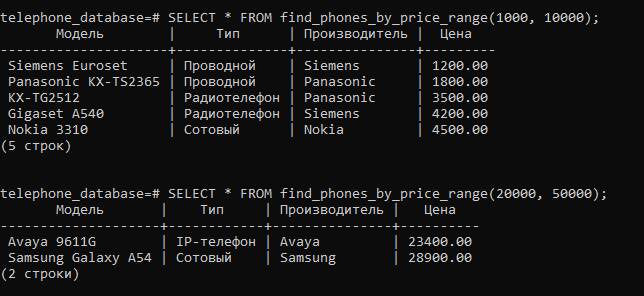 telephone_database=# SELECT * FROM find_phones_by_price_range(1000, 10000);
       Модель       |     Тип      | Производитель |  Цена
--------------------+--------------+---------------+---------
 Siemens Euroset    | Проводной    | Siemens       | 1200.00
 Panasonic KX-TS2365 | Проводной    | Panasonic     | 1800.00
 KX-TG2512          | Радиотелефон | Panasonic     | 3500.00
 Gigaset A540       | Радиотелефон | Siemens       | 4200.00
 Nokia 3310         | Сотовый      | Nokia         | 4500.00
(5 строк)
telephone_database=# SELECT * FROM find_phones_by_price_range(20000, 50000);
       Модель       |    Тип     | Производитель |   Цена
--------------------+------------+---------------+----------
 Avaya 9611G        | IP-телефон | Avaya         | 23400.00
 Samsung Galaxy A54 | Сотовый    | Samsung       | 28900.00
(2 строки)